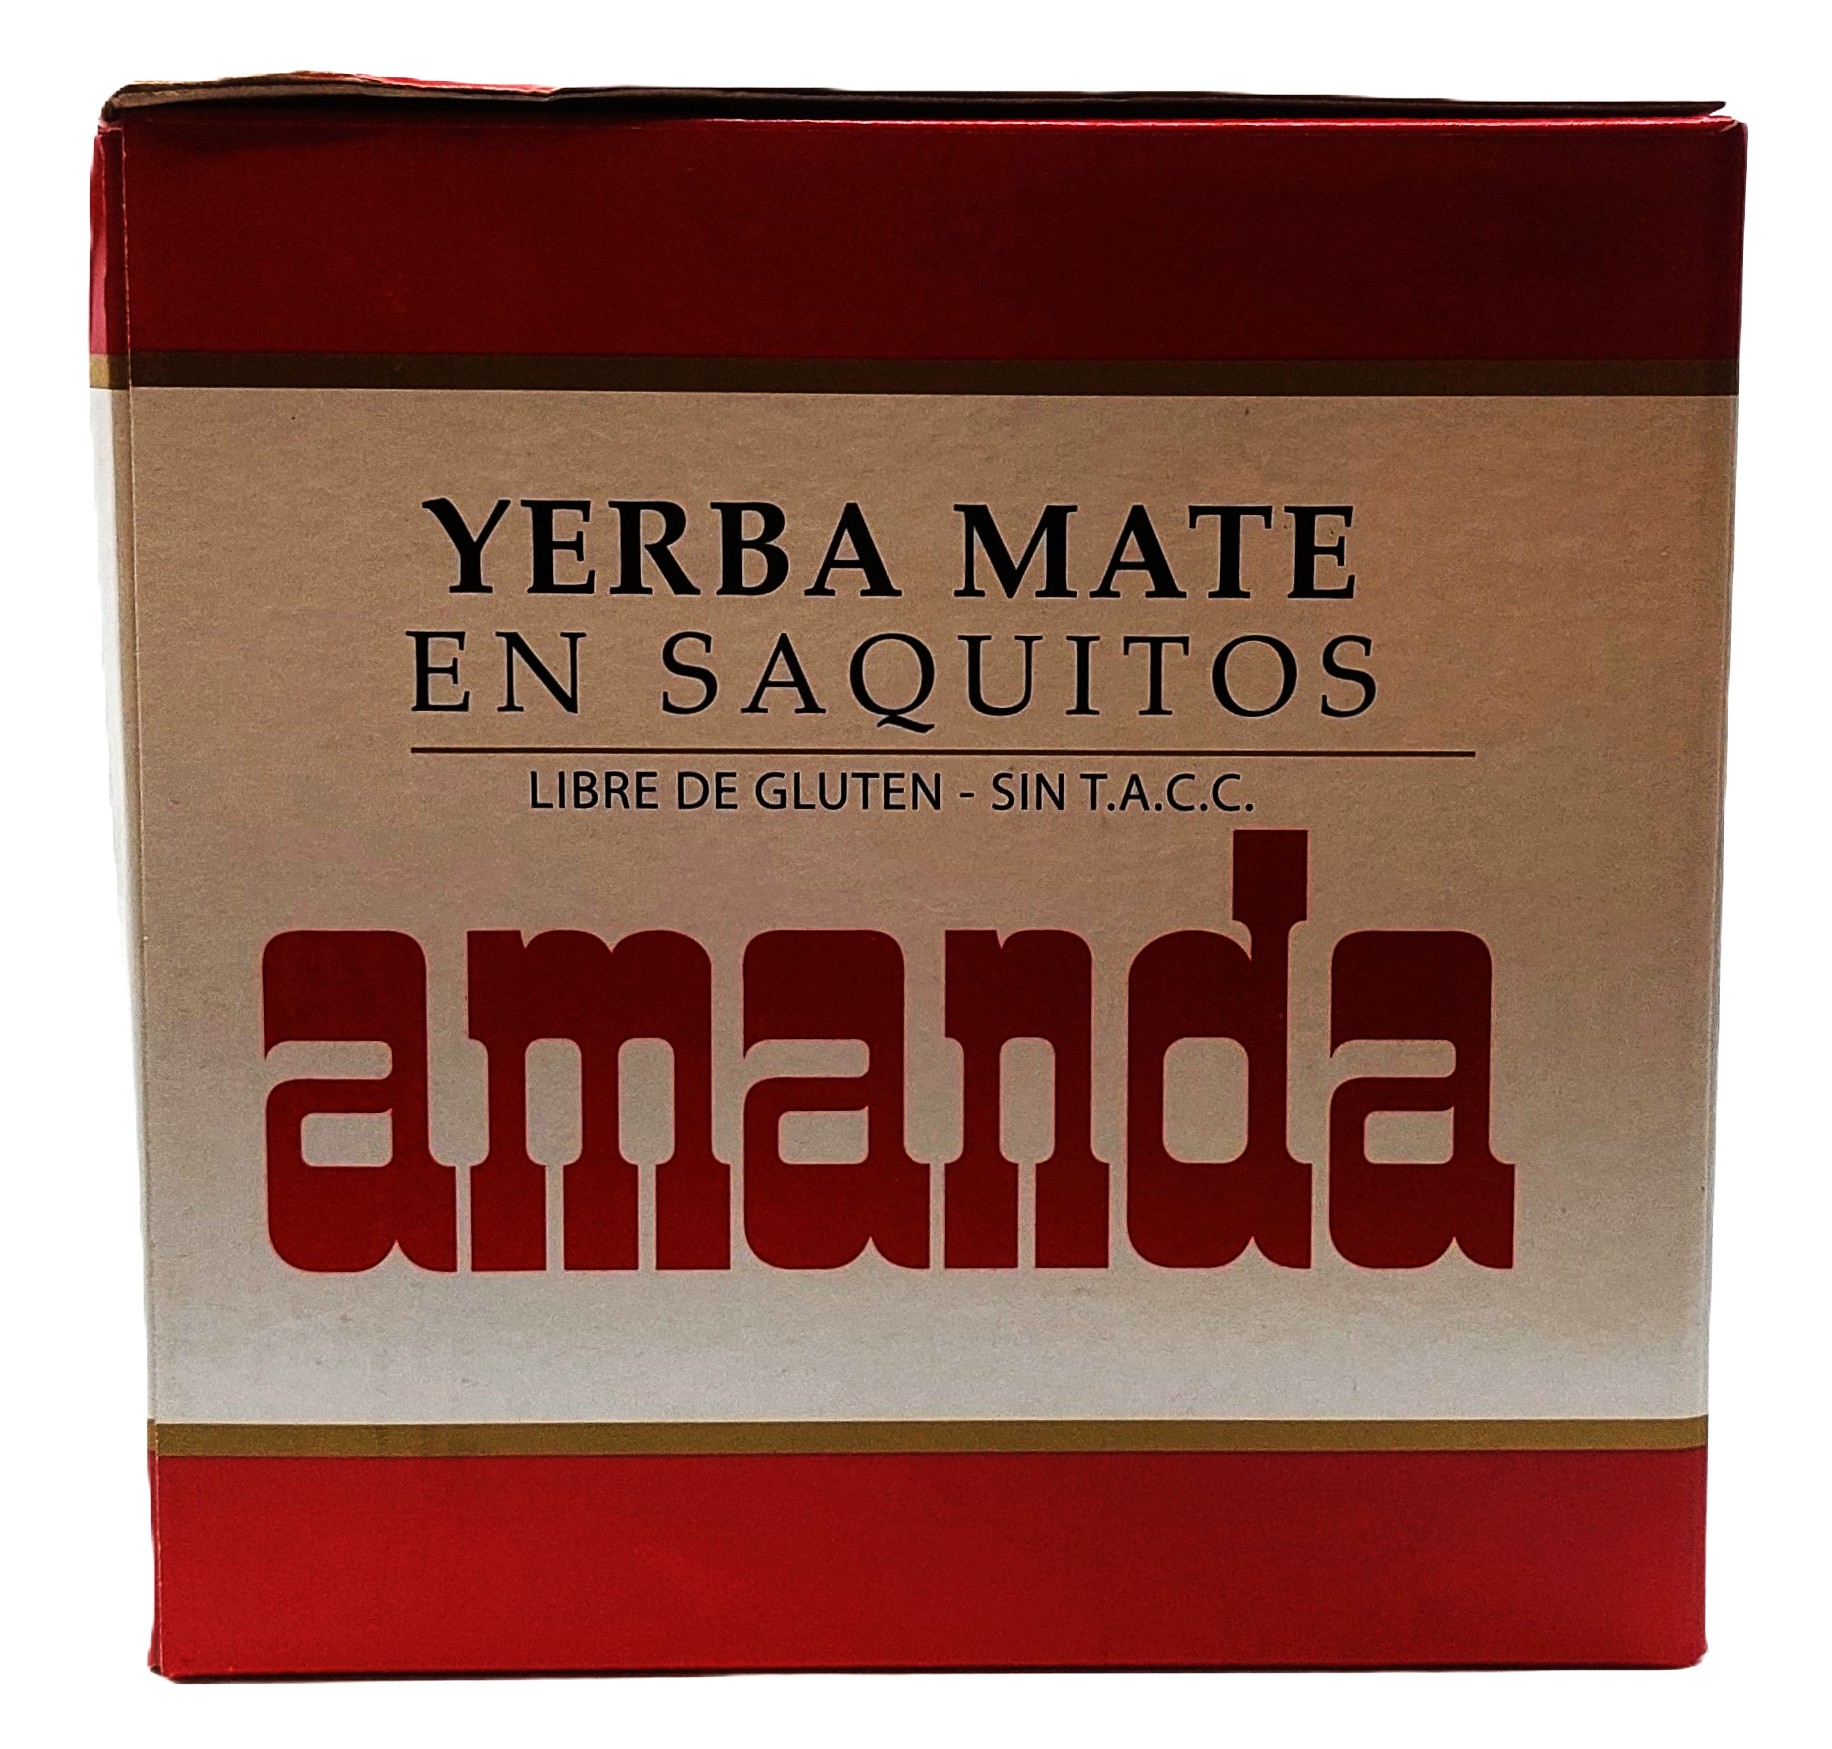 YERBA MATE
EN SAQUITOS
LIBRE DE GLUTEN - SIN T.A.C.C.
amanda